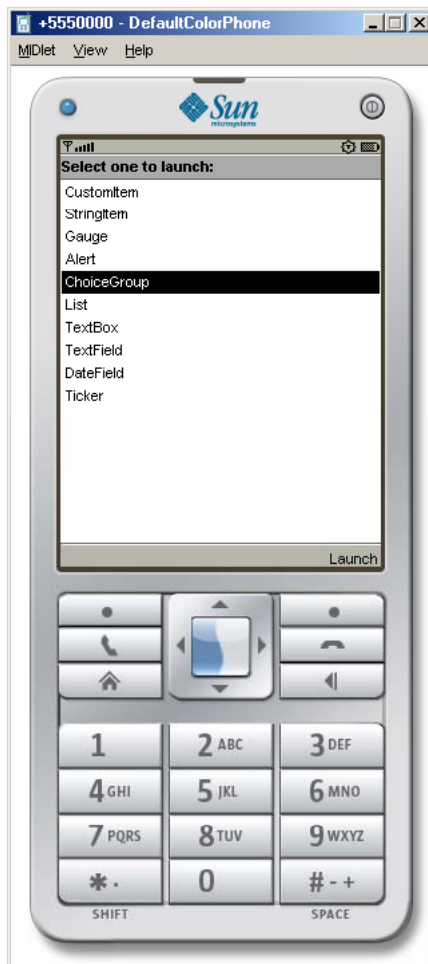 +5550000 - DefaultColorPhone
MIDlet View Help
Sun
microsystems
Select one to launch:
CustomItem
StringItem
Gauge
Alert
ChoiceGroup
List
TextBox
TextField
DateField
Ticker
Launch
1 2 ABC 3 DEF
4 GHI 5 JKL 6 MNO
7 PQRS 8 TUV 9 WXYZ
* . 0 # - +
SHIFT SPACE